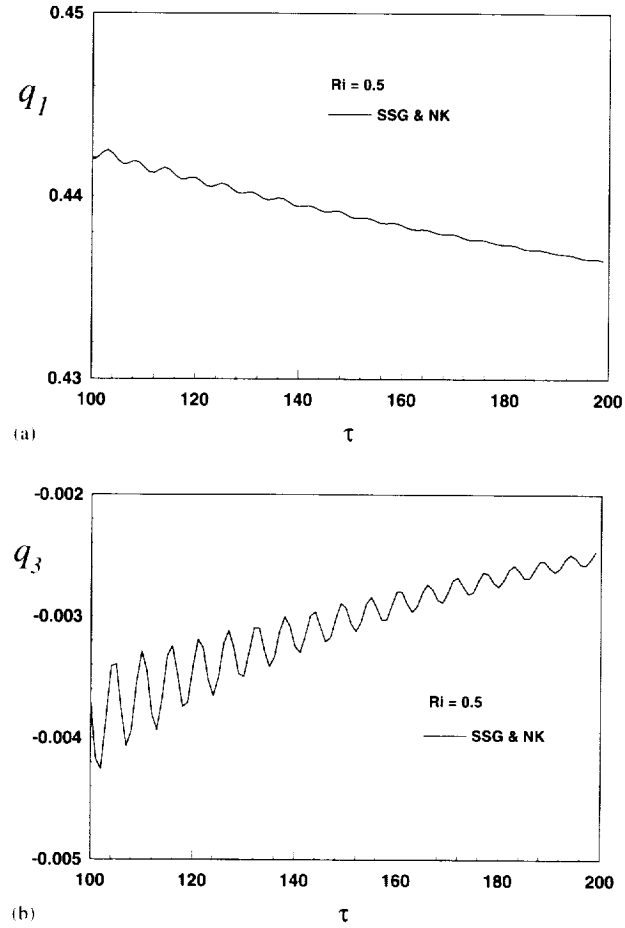 0.45
q1
Ri = 0.5
SSG & NK
0.44
0.43
100 120 140 160 180 200
(a)
τ
-0.002
q3
-0.003
Ri = 0.5
-0.004
SSG & NK
-0.005
100 120 140 160 180 200
(b)
τ